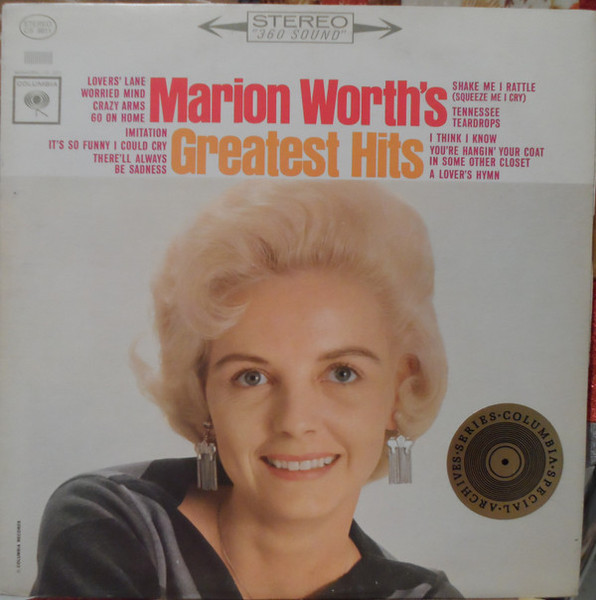 STEREO
"360 SOUND"
COLUMBIA
LOVERS' LANE
WORRIED MIND
CRAZY ARMS
GO ON HOME
IMITATION
IT'S SO FUNNY I COULD CRY
THERE'LL ALWAYS
BE SADNESS
Marion Worth's
Greatest Hits
SHAKE ME I RATTLE
(SQUEEZE ME I CRY)
TENNESSEE
TEARDROPS
I THINK I KNOW
YOU'RE HANGIN' YOUR COAT
IN SOME OTHER CLOSET
A LOVER'S HYMN
COLUMBIA • SPECIAL • ARCHIVES • SERIES •